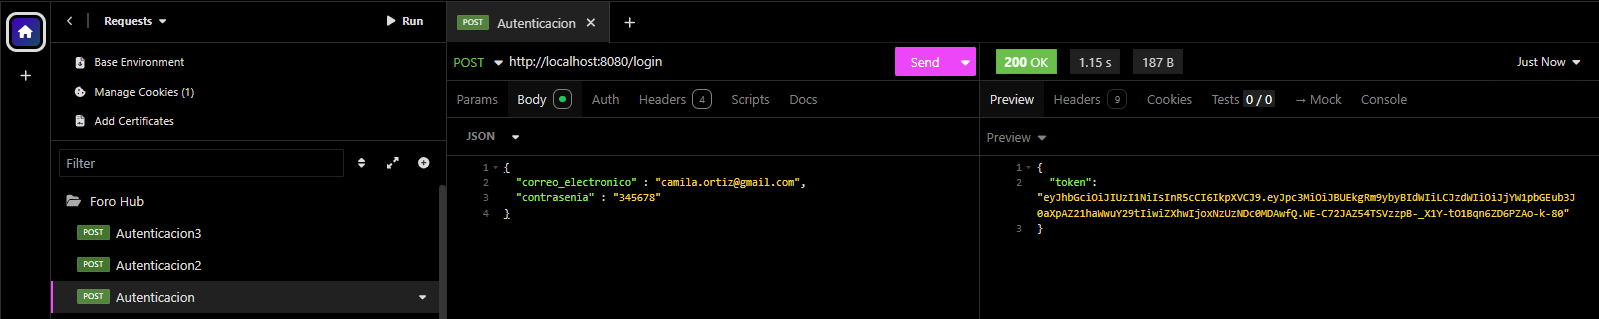 Requests
Run
Base Environment
Manage Cookies (1)
Add Certificates
Filter
Foro Hub
POST Autenticacion3
POST Autenticacion2
POST Autenticacion
POST Autenticacion
POST http://localhost:8080/login Send
Params Body Auth Headers 4 Scripts Docs
JSON
1 {
2 "correo_electronico" : "camila.ortiz@gmail.com",
3 "contrasenia" : "345678"
4 }
200 OK 1.15 s 187 B Just Now
Preview Headers 9 Cookies Tests 0 / 0 → Mock Console
Preview
1 {
2 "token":
"eyJhbGciOiJIUzI1NiIsInR5cCI6IkpXVCJ9.eyJpc3MiOiJBUEkgRm9ybyBIdWIiLCJzdWIiOiJjYW1pbGEub3J
0aXpAZ21haWwuY29tIiwiZXhwIjoxNzUzNDc0MDAwfQ.WE-C72JAZ54TSVzzpB-_X1Y-tO1Bqn6ZD6PZAo-k-80"
3 }